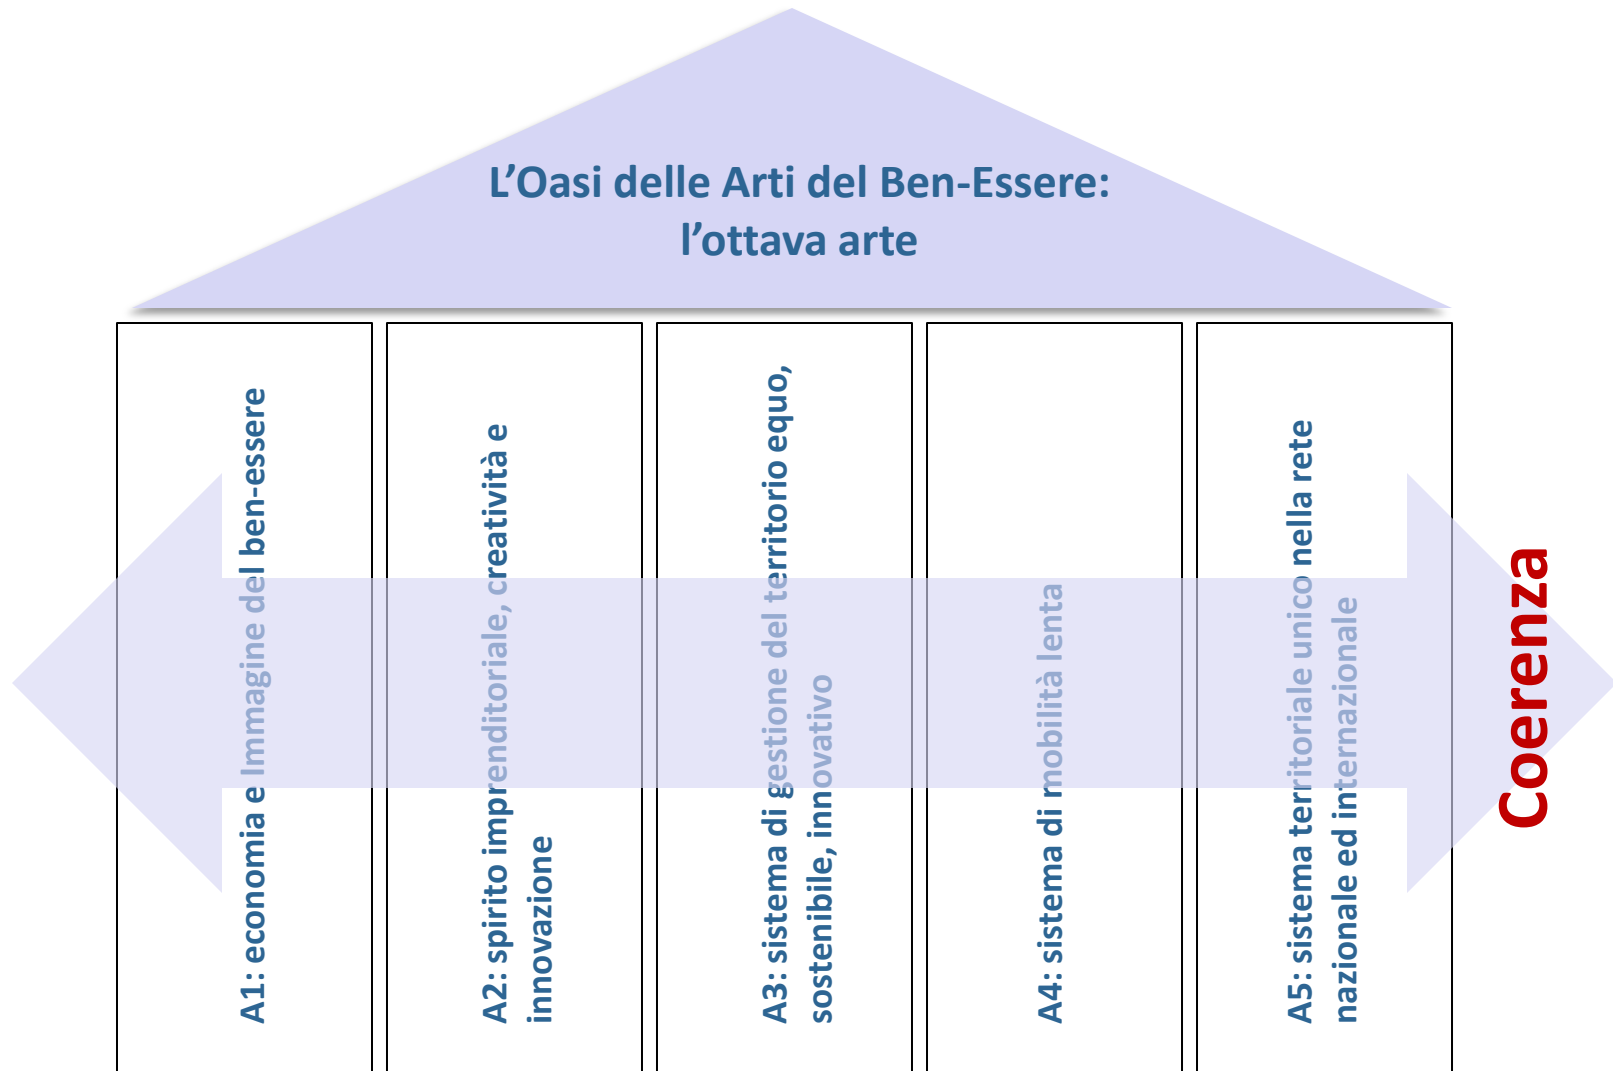 L’Oasi delle Arti del Ben-Essere:
l’ottava arte
A1: economia e Immagine del ben-essere
A2: spirito imprenditoriale, creatività e
innovazione
A3: sistema di gestione del territorio equo,
sostenibile, innovativo
A4: sistema di mobilità lenta
A5: sistema territoriale unico nella rete
nazionale ed internazionale
Coerenza